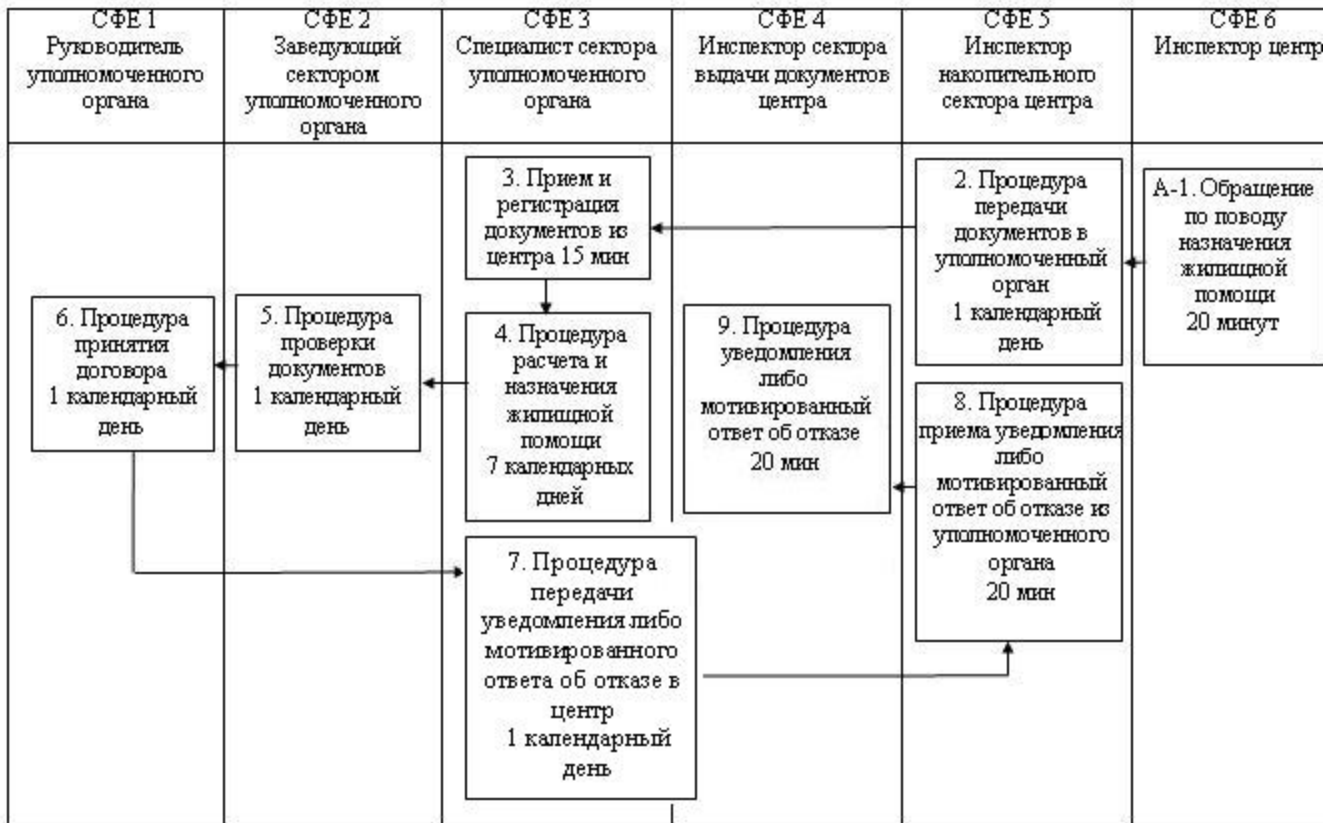 СФЕ 1
Руководитель
уполномоченного
органа
СФЕ 2
Заведующий
сектором
уполномоченного
органа
СФЕ 3
Специалист сектора
уполномоченного
органа
СФЕ 4
Инспектор сектора
выдачи документов
центра
СФЕ 5
Инспектор
накопительного
сектора центра
СФЕ 6
Инспектор центр
3. Прием и
регистрация
документов из
центра 15 мин
2. Процедура
передачи
документов в
уполномоченный
орган
1 календарный
день
А-1. Обращение
по поводу
назначения
жилищной
помощи
20 минут
6. Процедура
принятия
договора
1 календарный
день
5. Процедура
проверки
документов
1 календарный
день
4. Процедура
расчета и
назначения
жилищной
помощи
7 календарных
дней
9. Процедура
уведомления
либо
мотивированный
ответ об отказе
20 мин
8. Процедура
приема уведомления
либо
мотивированный
ответ об отказе из
уполномоченного
органа
20 мин
7. Процедура
передачи
уведомления либо
мотивированного
ответа об отказе в
центр
1 календарный
день